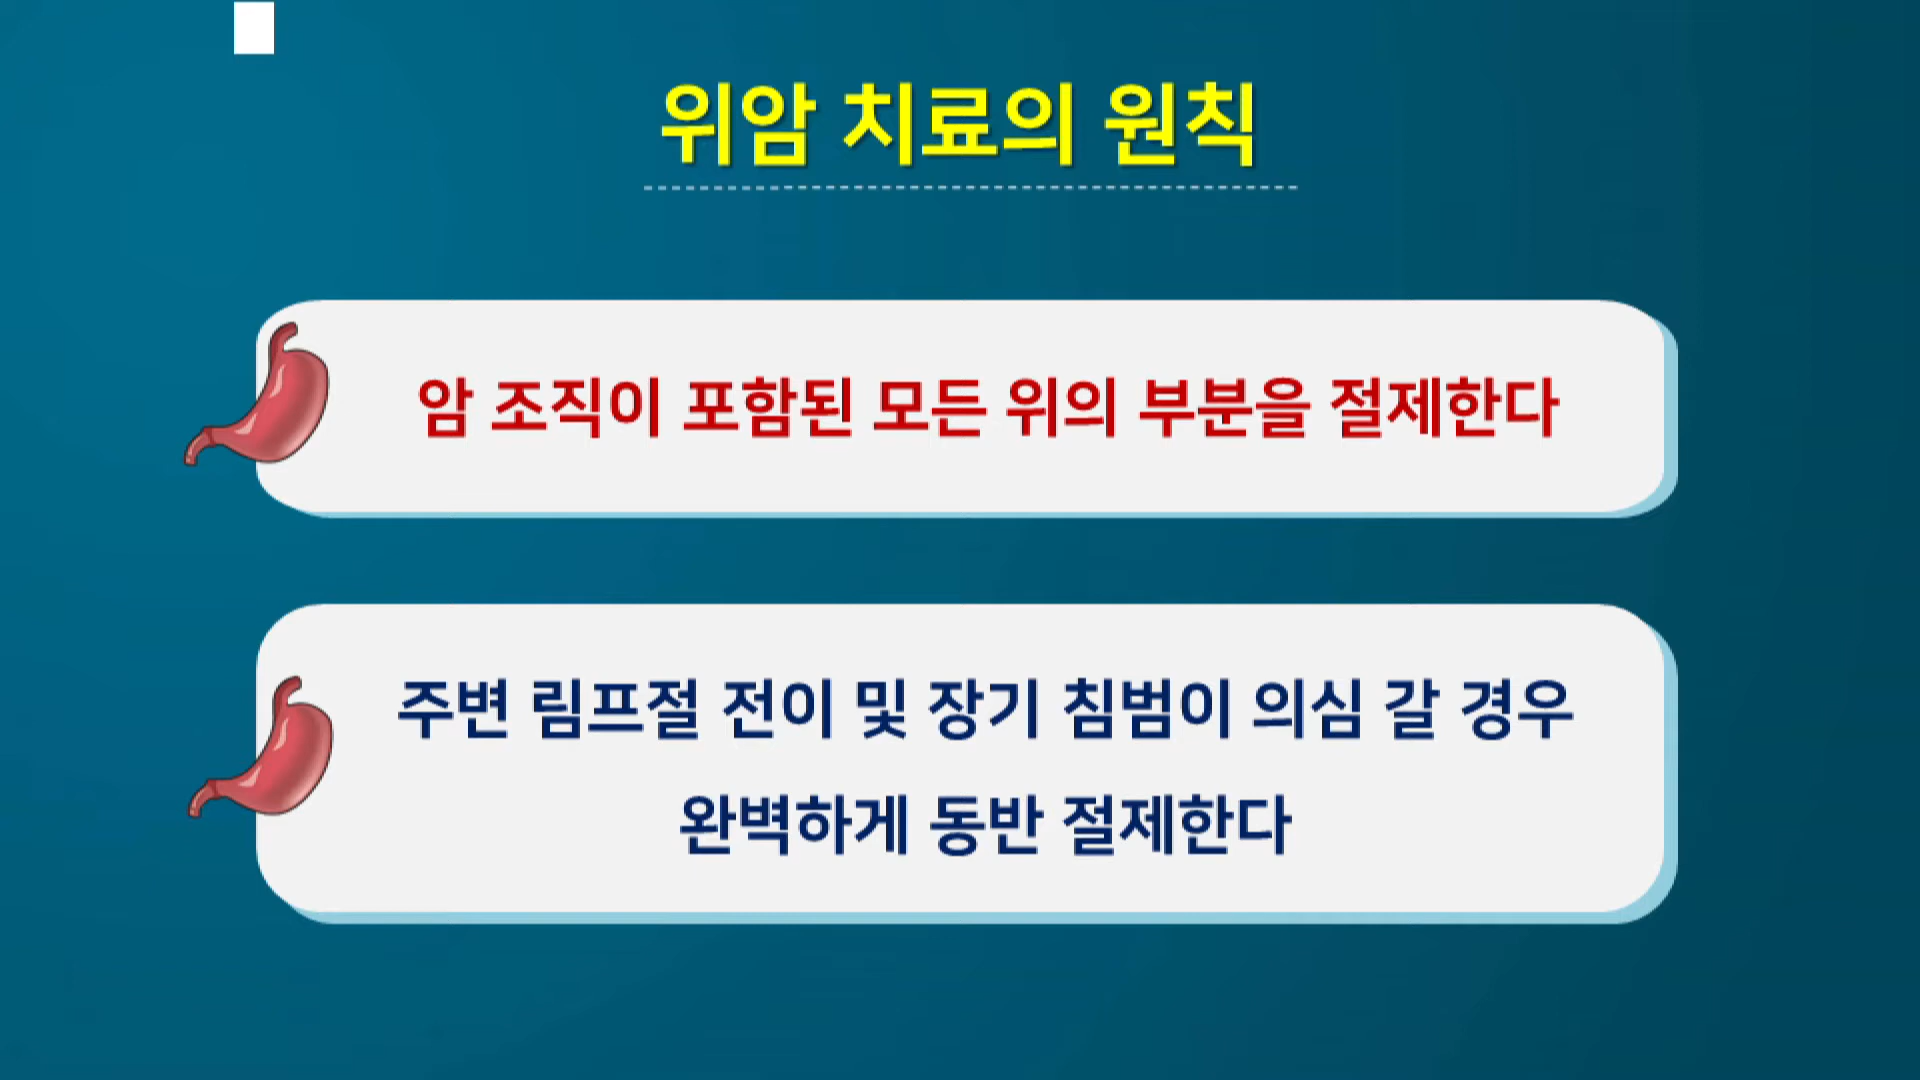 위암 치료의 원칙
암 조직이 포함된 모든 위의 부분을 절제한다
주변 림프절 전이 및 장기 침범이 의심 갈 경우
완벽하게 동반 절제한다